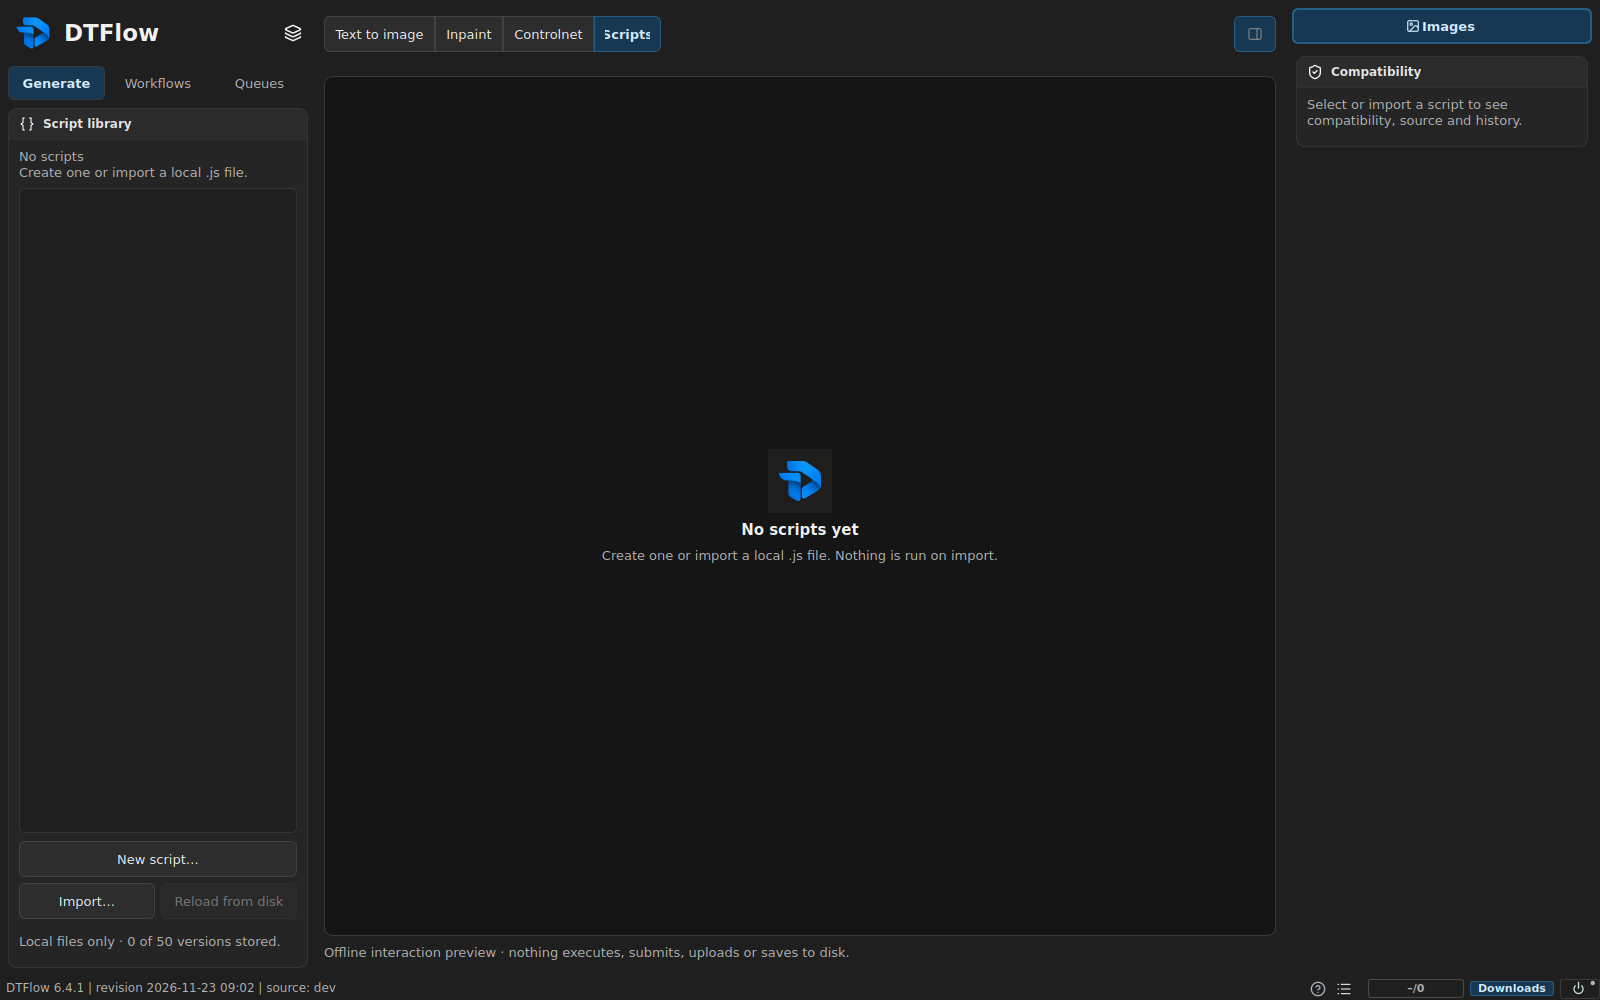 DTFlow
Generate
Workflows
Queues
Script library
No scripts
Create one or import a local .js file.
New script...
Import...
Reload from disk
Local files only · 0 of 50 versions stored.
Text to image
Inpaint
Controlnet
Scripts
No scripts yet
Create one or import a local .js file. Nothing is run on import.
Offline interaction preview · nothing executes, submits, uploads or saves to disk.
Images
Compatibility
Select or import a script to see
compatibility, source and history.
DTFlow 6.4.1 | revision 2026-11-23 09:02 | source: dev
–/0
Downloads